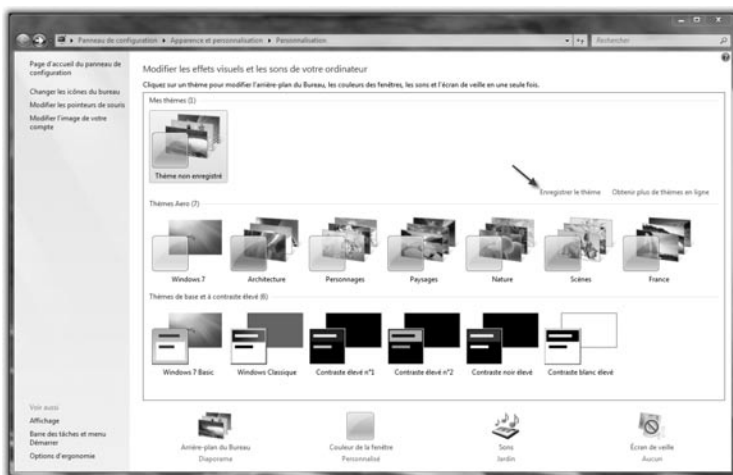 Panneau de configuration ▸ Apparence et personnalisation ▸ Personnalisation
Rechercher
Page d'accueil du panneau de
configuration
Changer les icônes du bureau
Modifier les pointeurs de souris
Modifier l'image de votre
compte
Modifier les effets visuels et les sons de votre ordinateur
Cliquez sur un thème pour modifier l'arrière-plan du Bureau, les couleurs des fenêtres, les sons et l'écran de veille en une seule fois.
Mes thèmes (1)
Thème non enregistré
Enregistrer le thème Obtenir plus de thèmes en ligne
Thèmes Aero (7)
Windows 7 Architecture Personnages Paysages Nature Scènes France
Thèmes de base et à contraste élevé (6)
Windows 7 Basic Windows Classique Contraste élevé n°1 Contraste élevé n°2 Contraste noir élevé Contraste blanc élevé
Voir aussi
Affichage
Barre des tâches et menu
Démarrer
Options d'ergonomie
Arrière-plan du Bureau Couleur de la fenêtre Sons Écran de veille
Diaporama Personnalisé Jardin Aucun